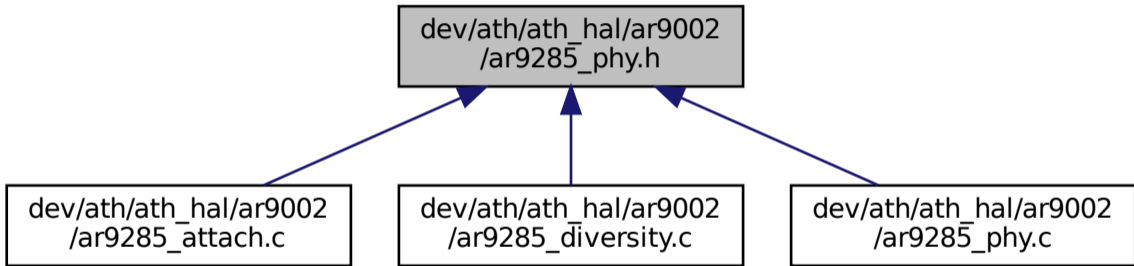 dev/ath/ath_hal/ar9002
/ar9285_phy.h
dev/ath/ath_hal/ar9002
/ar9285_attach.c
dev/ath/ath_hal/ar9002
/ar9285_diversity.c
dev/ath/ath_hal/ar9002
/ar9285_phy.c